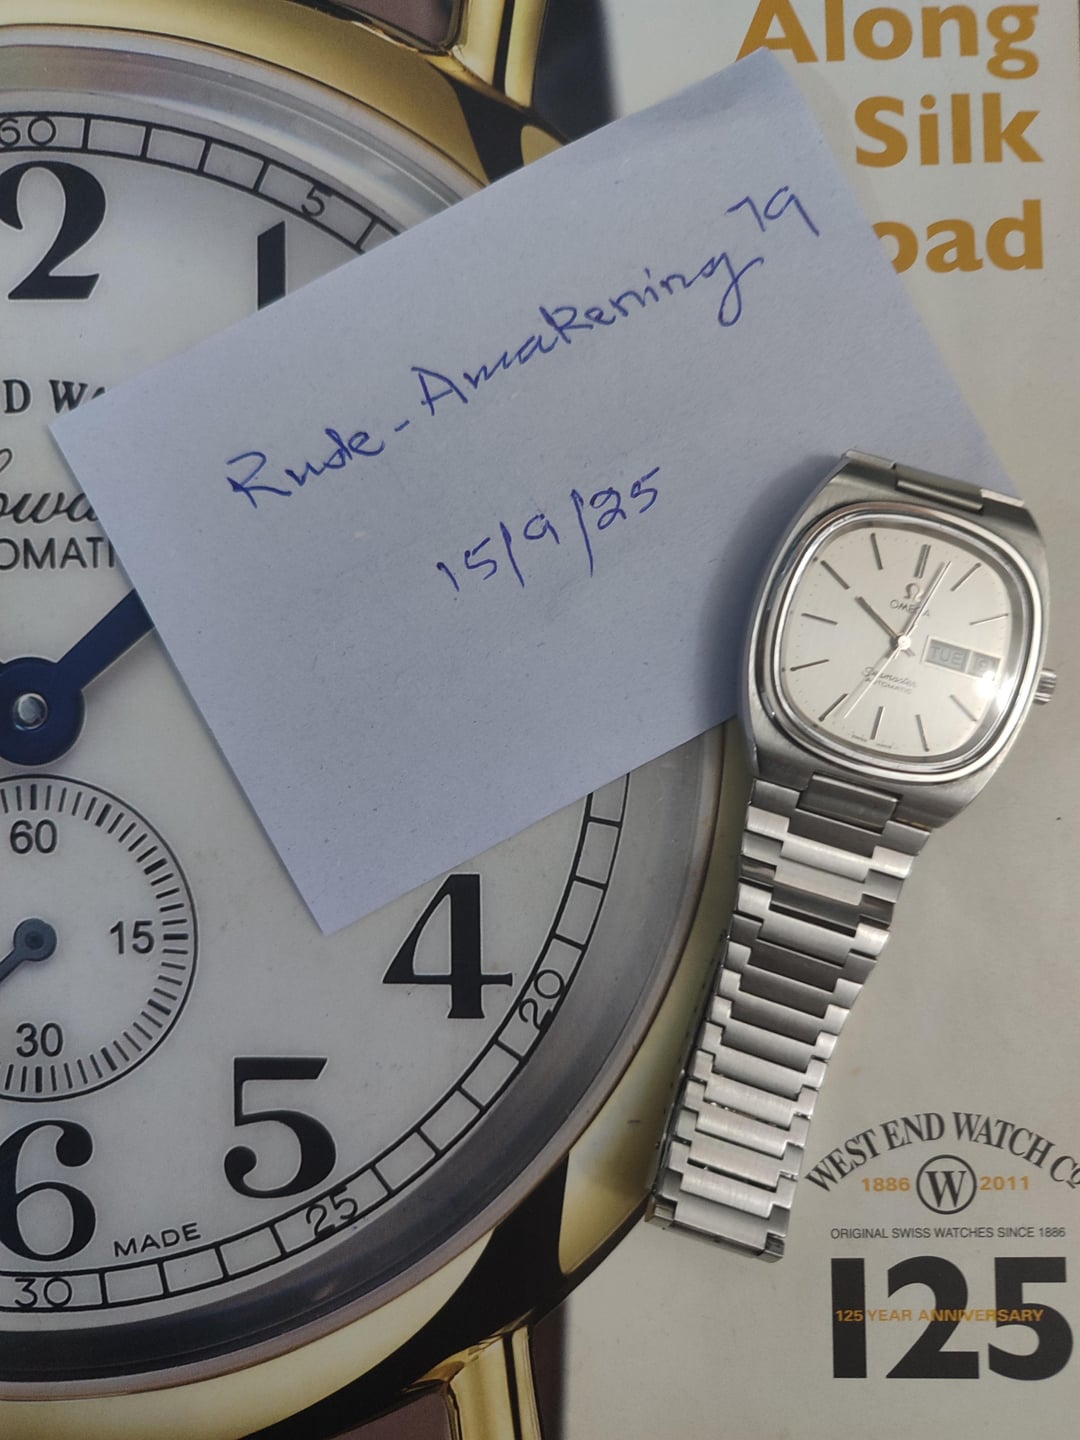 Along
Silk
oad
60
5
2
1
D W
OMATI
Rude-Awakening79
15/9/25
OMEGA
TUE 9
Seamaster
AUTOMATIC
60
15
30
4
20
5
25
6
MADE
30
WEST END WATCH CO
1886 W 2011
ORIGINAL SWISS WATCHES SINCE 1886
125
125 YEAR ANNIVERSARY